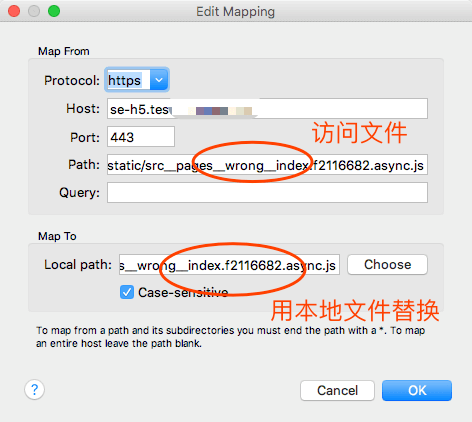 Edit Mapping
Map From
Protocol: https
Host: se-h5.tes
Port: 443
访问文件
Path: static/src__pages__wrong__index.f2116682.async.js
Query:
Map To
Local path: s__wrong__index.f2116682.async.js Choose
Case-sensitive
用本地文件替换
To map from a path and its subdirectories you must end the path with a *. To map
an entire host leave the path blank.
? Cancel OK